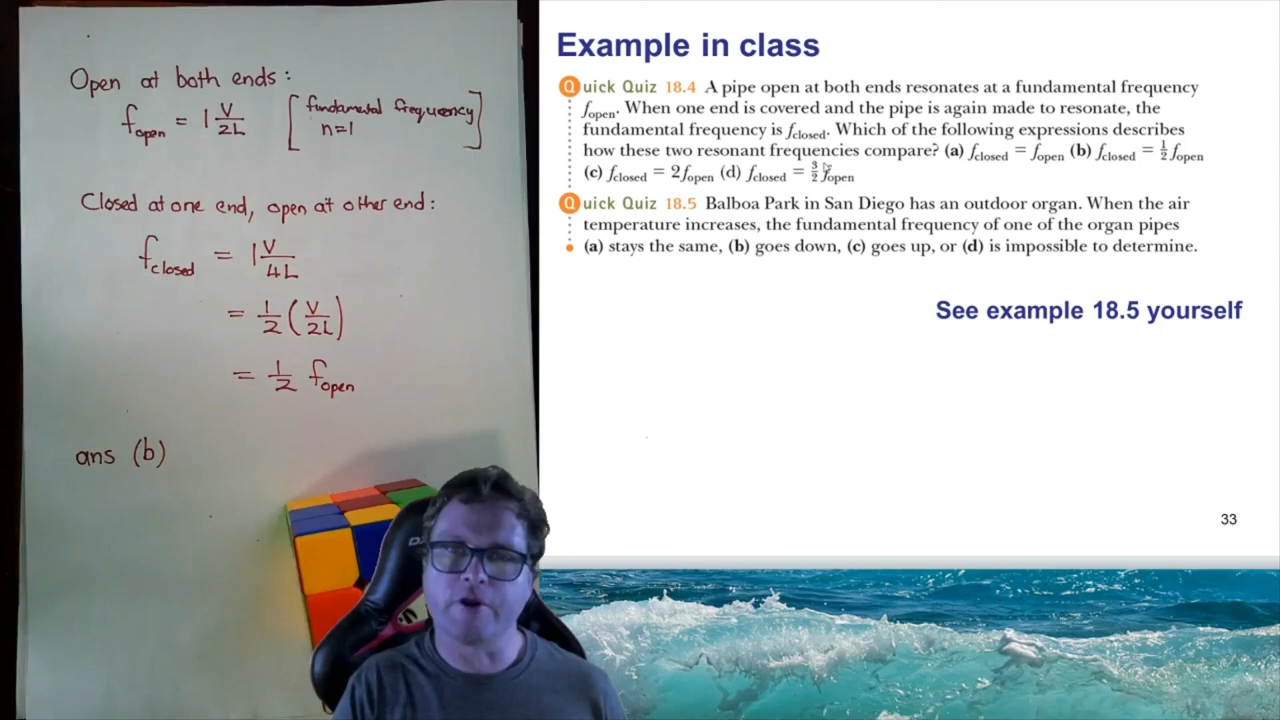 Open at both ends:
f_open = 1 V/2L [fundamental frequency
n=1]
Closed at one end, open at other end:
f_closed = 1 V/4L
= 1/2 (V/2L)
= 1/2 f_open
ans (b)
Example in class
Quick Quiz 18.4 A pipe open at both ends resonates at a fundamental frequency
f_open. When one end is covered and the pipe is again made to resonate, the
fundamental frequency is f_closed. Which of the following expressions describes
how these two resonant frequencies compare? (a) f_closed = f_open (b) f_closed = 1/2 f_open
(c) f_closed = 2f_open (d) f_closed = 3/2 f_open
Quick Quiz 18.5 Balboa Park in San Diego has an outdoor organ. When the air
temperature increases, the fundamental frequency of one of the organ pipes
(a) stays the same, (b) goes down, (c) goes up, or (d) is impossible to determine.
See example 18.5 yourself
33